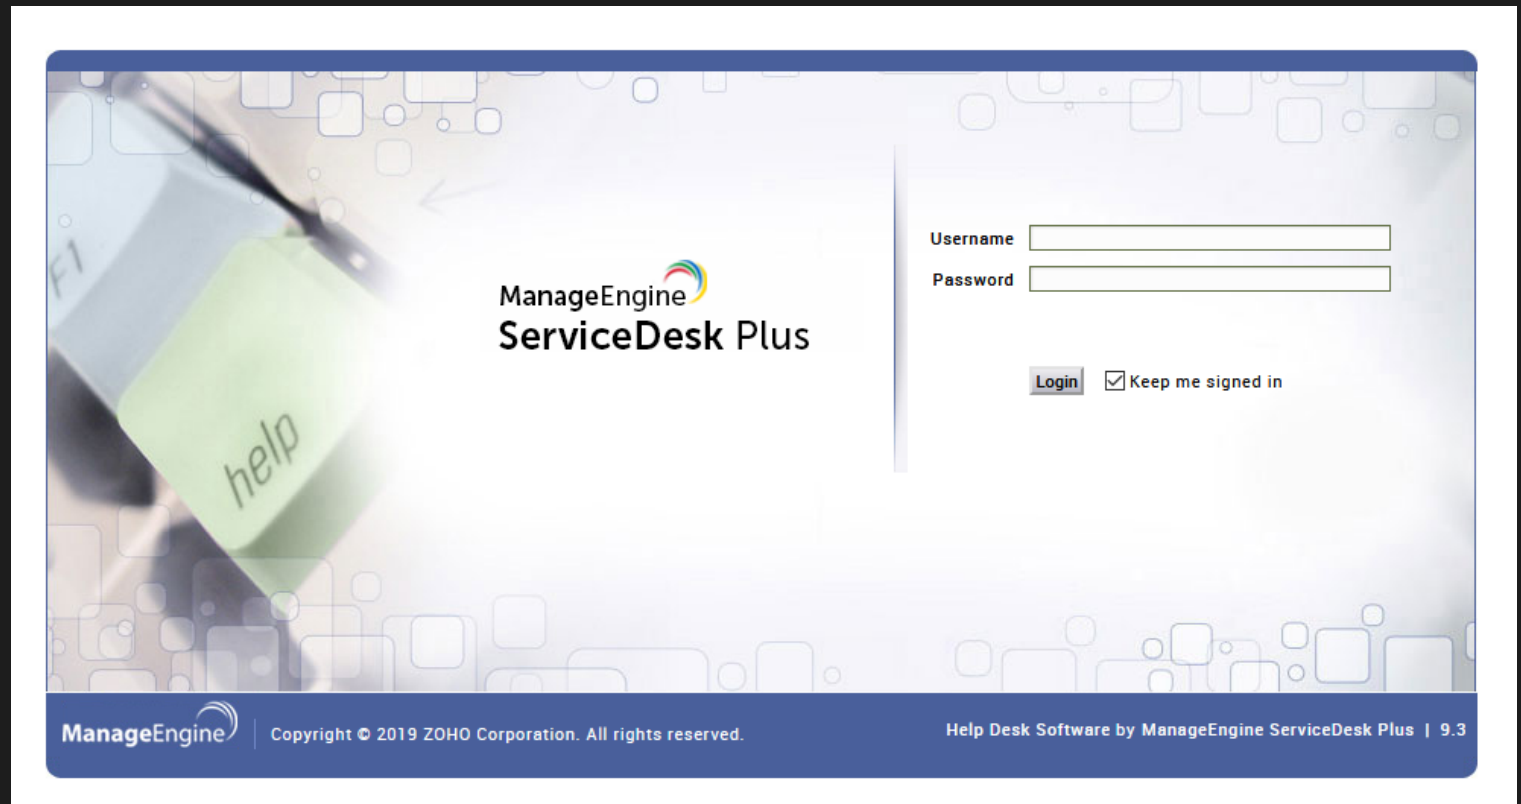 F1
help
ManageEngine
ServiceDesk Plus
Username
Password
Login
Keep me signed in
ManageEngine
Copyright © 2019 ZOHO Corporation. All rights reserved.
Help Desk Software by ManageEngine ServiceDesk Plus | 9.3